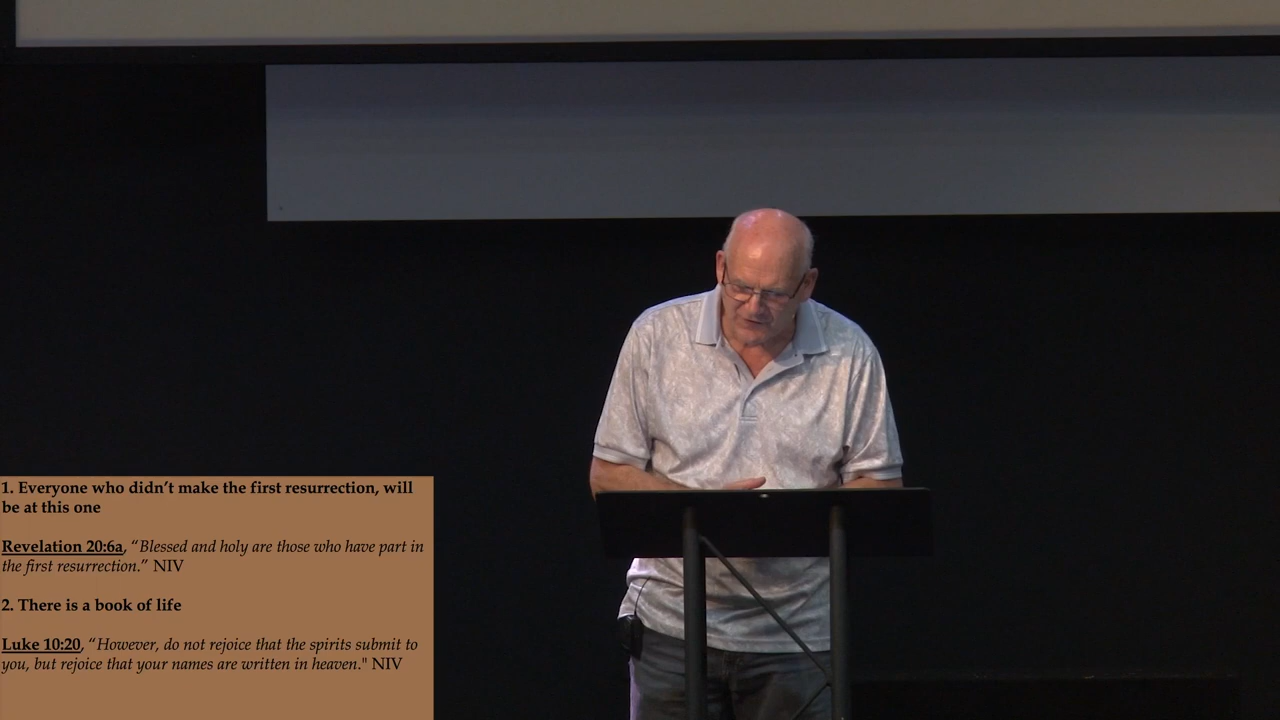 1. Everyone who didn’t make the first resurrection, will
be at this one
Revelation 20:6a, “Blessed and holy are those who have part in
the first resurrection.” NIV
2. There is a book of life
Luke 10:20, “However, do not rejoice that the spirits submit to
you, but rejoice that your names are written in heaven." NIV